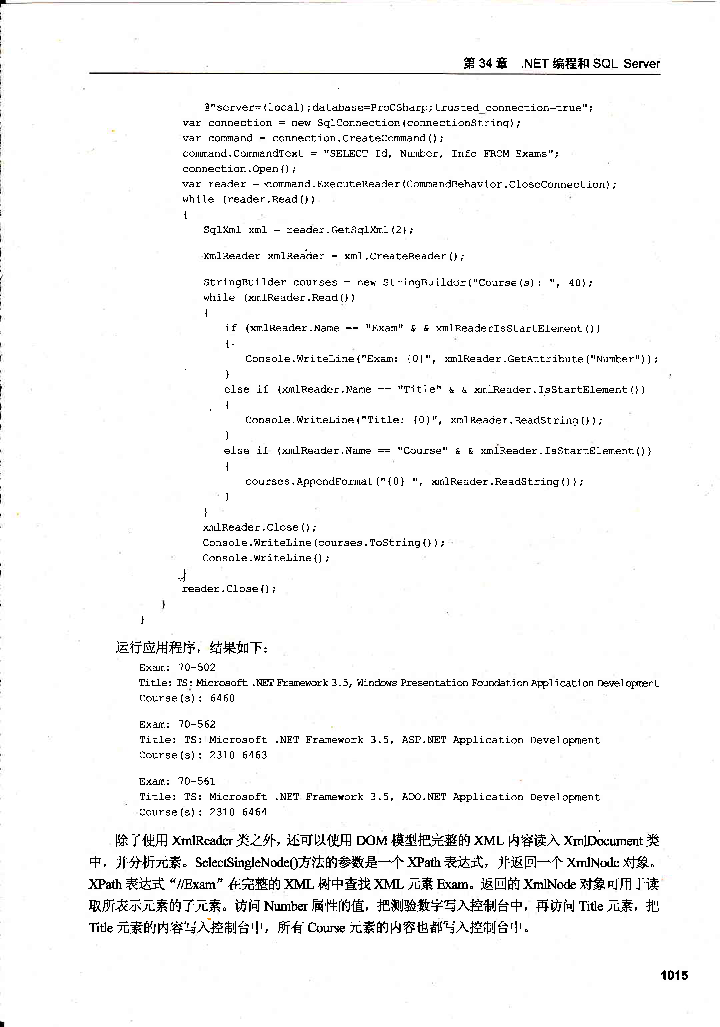 第 34 章 .NET 编程和 SQL Server
@"server=(local);database=ProCSharp;trusted_connection=true";
var connection = new SqlConnection(connectionString);
var command = connection.CreateCommand();
command.CommandText = "SELECT Id, Number, Info FROM Exams";
connection.Open();
var reader = command.ExecuteReader(CommandBehavior.CloseConnection);
while (reader.Read())
{
SqlXml xml = reader.GetSqlXml(2);
XmlReader xmlReader = xml.CreateReader();
StringBuilder courses = new StringBuilder("Course(s): ", 40);
while (xmlReader.Read())
{
if (xmlReader.Name == "Exam" & & xmlReaderIsStartElement())
{
Console.WriteLine("Exam: {0}", xmlReader.GetAttribute("Number"));
}
else if (xmlReader.Name == "Title" & & xmlReader.IsStartElement())
{
Console.WriteLine("Title: {0}", xmlReader.ReadString());
}
else if (xmlReader.Name == "Course" & & xmlReader.IsStartElement())
{
courses.AppendFormat("{0} ", xmlReader.ReadString());
}
}
xmlReader.Close();
Console.WriteLine(courses.ToString());
Console.WriteLine();
}
reader.Close();
}
}
运行应用程序，结果如下：
Exam: 70-502
Title: TS: Microsoft .NET Framework 3.5, Windows Presentation Foundation Application Development
Course(s): 6460
Exam: 70-562
Title: TS: Microsoft .NET Framework 3.5, ASP.NET Application Development
Course(s): 2310 6463
Exam: 70-561
Title: TS: Microsoft .NET Framework 3.5, ADO.NET Application Development
Course(s): 2310 6464
除了使用 XmlReader 类之外，还可以使用 DOM 模型把完整的 XML 内容读入 XmlDocument 类
中，并分析元素。SelectSingleNode()方法的参数是一个 XPath 表达式，并返回一个 XmlNode 对象。
XPath 表达式“//Exam”在完整的 XML 树中查找 XML 元素 Exam。返回的 XmlNode 对象可用于读
取所表示元素的子元素。访问 Number 属性的值，把测验数字写入控制台中，再访问 Title 元素，把
Title 元素的内容写入控制台中，所有 Course 元素的内容也都写入控制台中。
1015